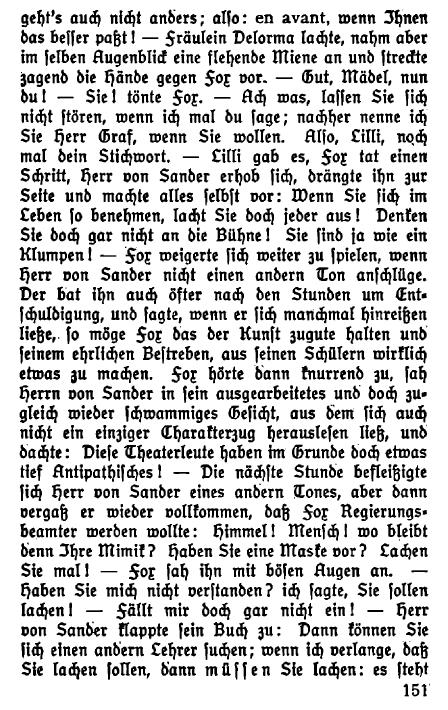 geht's auch nicht anders; also: en avant, wenn Ihnen
das besser paßt! — Fräulein Delorma lachte, nahm aber
im selben Augenblick eine flehende Miene an und streckte
zagend die Hände gegen Fox vor. — Gut, Mädel, nun
du! — Sie! tönte Fox. — Ach was, lassen Sie sich
nicht stören, wenn ich mal du sage; nachher nenne ich
Sie Herr Graf, wenn Sie wollen. Also, Lilli, noch
mal dein Stichwort. — Lilli gab es, Fox tat einen
Schritt, Herr von Sander erhob sich, drängte ihn zur
Seite und machte alles selbst vor: Wenn Sie sich im
Leben so benehmen, lacht Sie doch jeder aus! Denken
Sie doch gar nicht an die Bühne! Sie sind ja wie ein
Klumpen! — Fox weigerte sich weiter zu spielen, wenn
Herr von Sander nicht einen andern Ton anschlüge.
Der bat ihn auch öfter nach den Stunden um Ent-
schuldigung, und sagte, wenn er sich manchmal hinreißen
ließe, so möge Fox das der Kunst zugute halten und
seinem ehrlichen Bestreben, aus seinen Schülern wirklich
etwas zu machen. Fox hörte dann knurrend zu, sah
Herrn von Sander in sein ausgearbeitetes und doch zu-
gleich wieder schwammiges Gesicht, aus dem sich auch
nicht ein einziger Charakterzug herauslesen ließ, und
dachte: Diese Theaterleute haben im Grunde doch etwas
tief Antipathisches! — Die nächste Stunde befleißigte
sich Herr von Sander eines andern Tones, aber dann
vergaß er wieder vollkommen, daß Fox Regierungs-
beamter werden wollte: Himmel! Mensch! wo bleibt
denn Ihre Mimik? Haben Sie eine Maske vor? Lachen
Sie mal! — Fox sah ihn mit bösen Augen an. —
Haben Sie mich nicht verstanden? ich sagte, Sie sollen
lachen! — Fällt mir doch gar nicht ein! — Herr
von Sander klappte sein Buch zu: Dann können Sie
sich einen andern Lehrer suchen; wenn ich verlange, daß
Sie lachen sollen, dann müssen Sie lachen: es steht
151